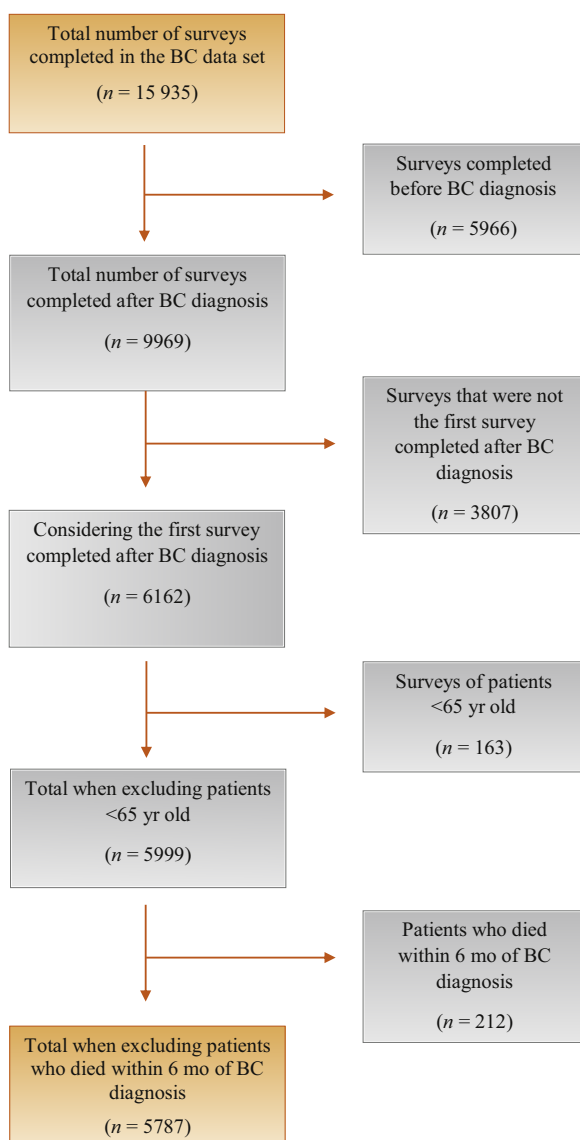 Total number of surveys
completed in the BC data set
(n = 15 935)
Surveys completed
before BC diagnosis
(n = 5966)
Total number of surveys
completed after BC diagnosis
(n = 9969)
Surveys that were not
the first survey
completed after BC
diagnosis
(n = 3807)
Considering the first survey
completed after BC diagnosis
(n = 6162)
Surveys of patients
<65 yr old
(n = 163)
Total when excluding patients
<65 yr old
(n = 5999)
Patients who died
within 6 mo of BC
diagnosis
(n = 212)
Total when excluding patients
who died within 6 mo of BC
diagnosis
(n = 5787)